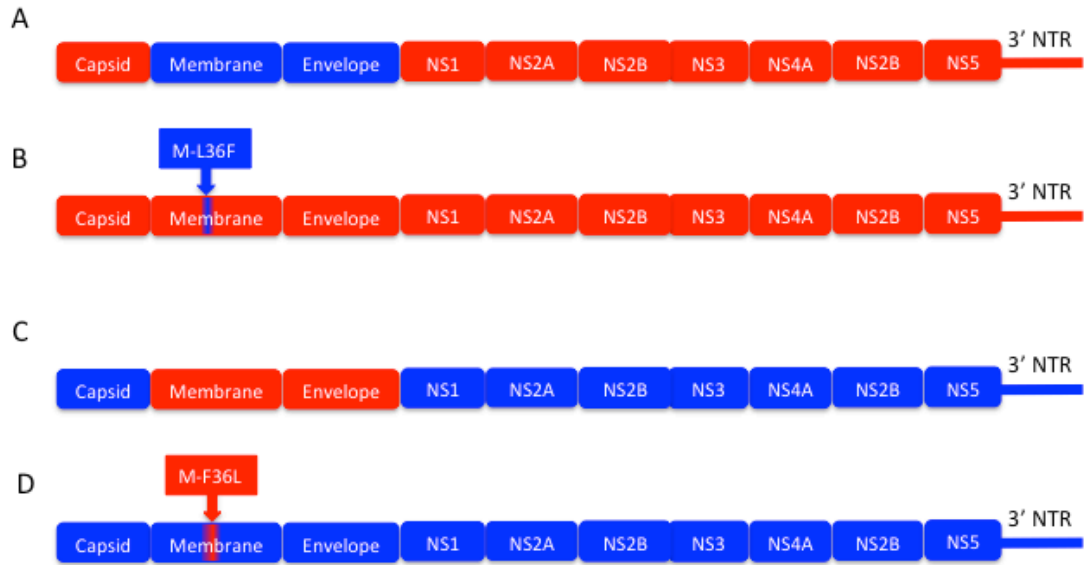 A
3' NTR
Capsid Membrane Envelope NS1 NS2A NS2B NS3 NS4A NS2B NS5
M-L36F
B
3' NTR
Capsid Membrane Envelope NS1 NS2A NS2B NS3 NS4A NS2B NS5
C
3' NTR
Capsid Membrane Envelope NS1 NS2A NS2B NS3 NS4A NS2B NS5
M-F36L
D
3' NTR
Capsid Membrane Envelope NS1 NS2A NS2B NS3 NS4A NS2B NS5